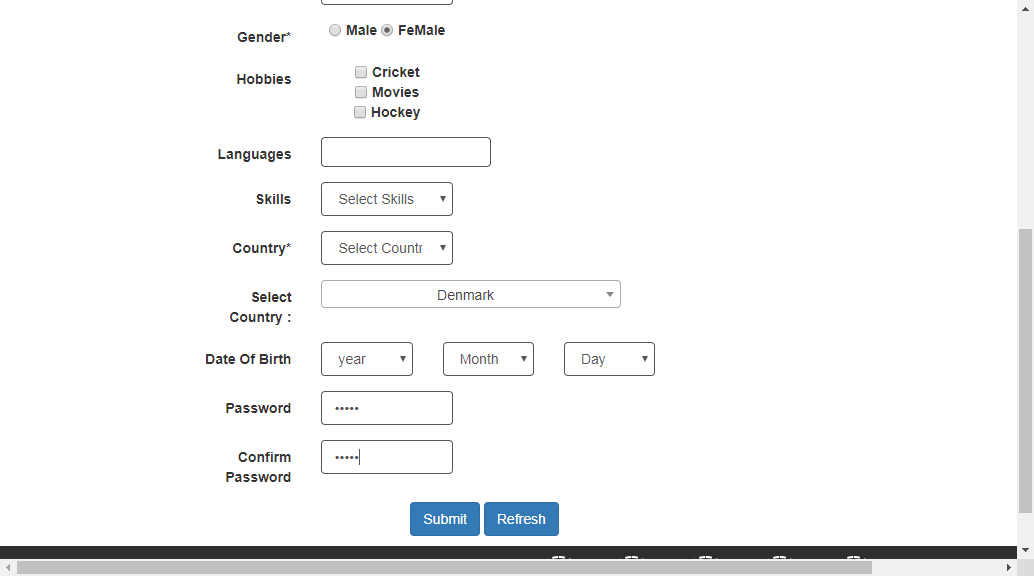 Gender* Male FeMale
Hobbies Cricket
Movies
Hockey
Languages
Skills Select Skills
Country* Select Countr
Select Denmark
Country :
Date Of Birth year Month Day
Password •••••
Confirm •••••
Password
Submit Refresh